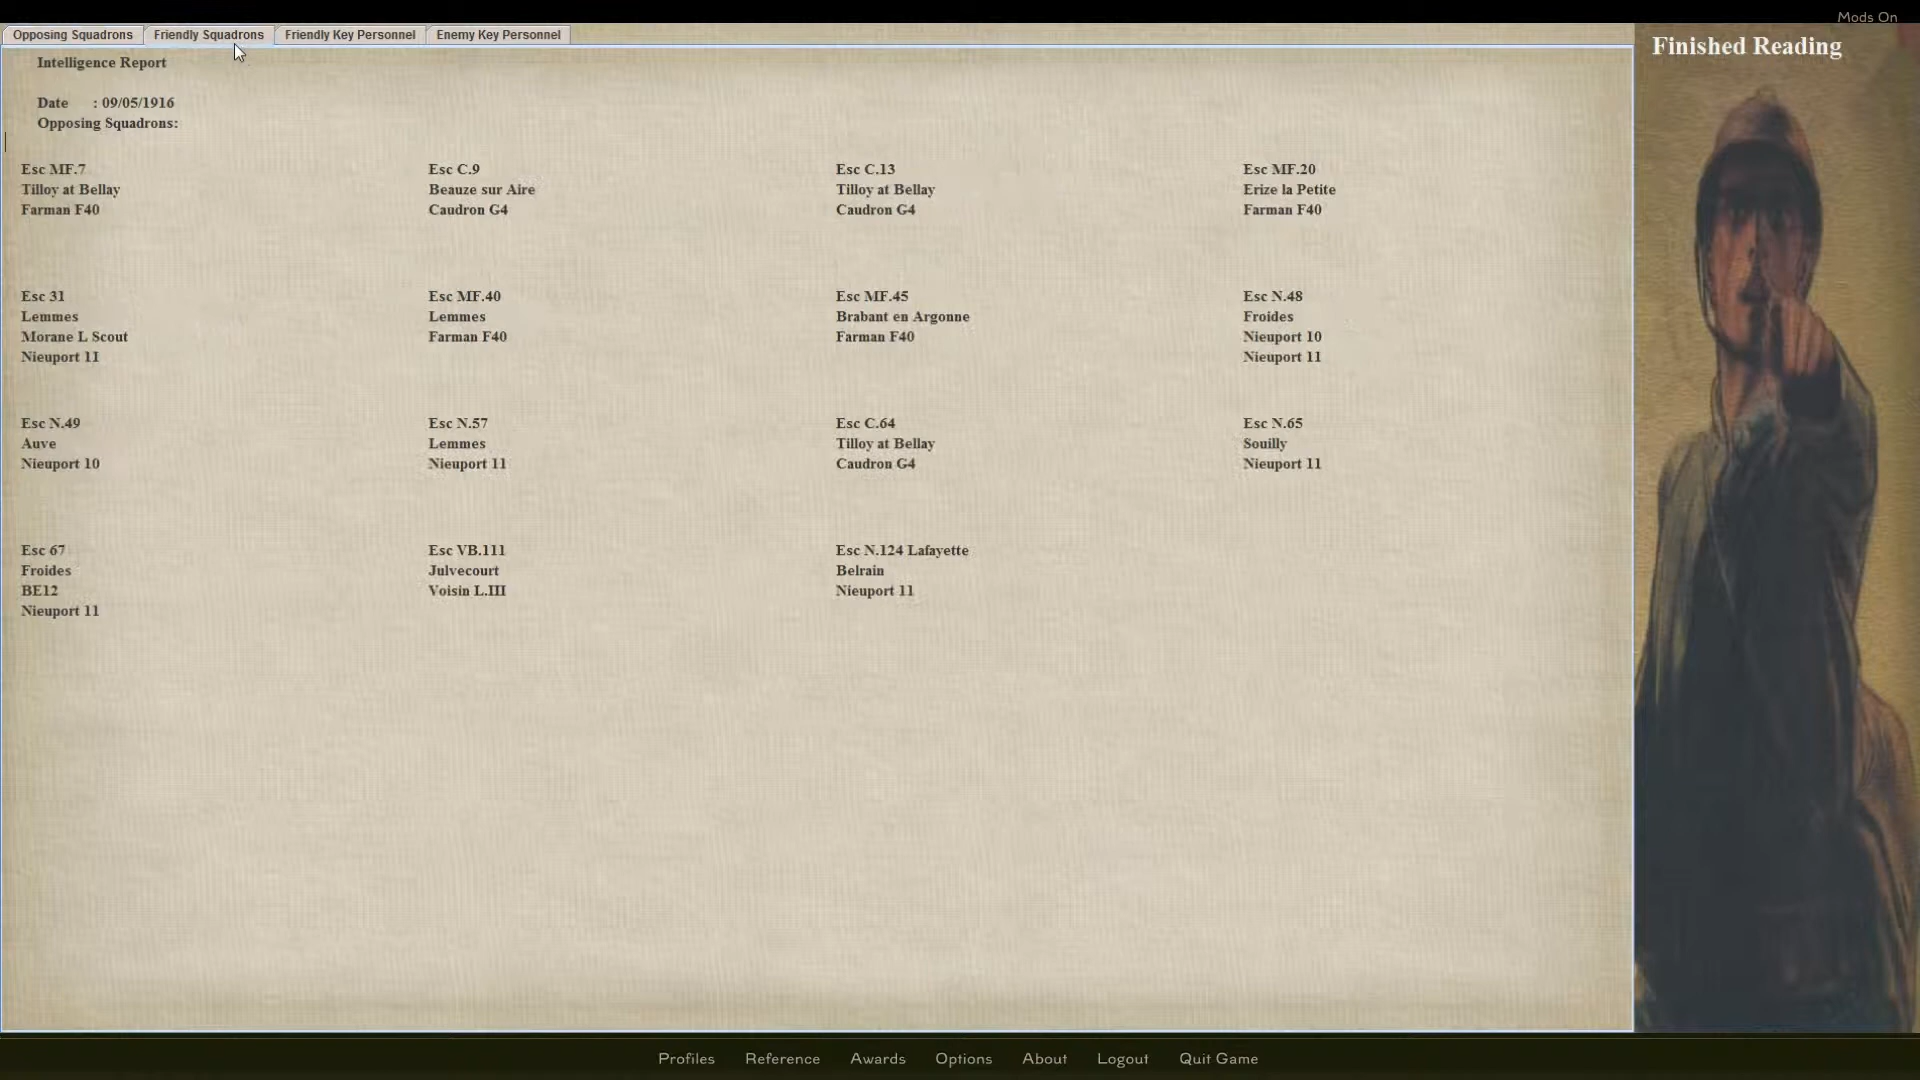 Mods On
Opposing Squadrons
Friendly Squadrons
Friendly Key Personnel
Enemy Key Personnel
Finished Reading
Intelligence Report
Date : 09/05/1916
Opposing Squadrons:
Esc MF.7
Tilloy at Bellay
Farman F40
Esc C.9
Beauze sur Aire
Caudron G4
Esc C.13
Tilloy at Bellay
Caudron G4
Esc MF.20
Erize la Petite
Farman F40
Esc 31
Lemmes
Morane L Scout
Nieuport 11
Esc MF.40
Lemmes
Farman F40
Esc MF.45
Brabant en Argonne
Farman F40
Esc N.48
Froides
Nieuport 10
Nieuport 11
Esc N.49
Auve
Nieuport 10
Esc N.57
Lemmes
Nieuport 11
Esc C.64
Tilloy at Bellay
Caudron G4
Esc N.65
Souilly
Nieuport 11
Esc 67
Froides
BE12
Nieuport 11
Esc VB.111
Julvecourt
Voisin L.III
Esc N.124 Lafayette
Belrain
Nieuport 11
Profiles
Reference
Awards
Options
About
Logout
Quit Game